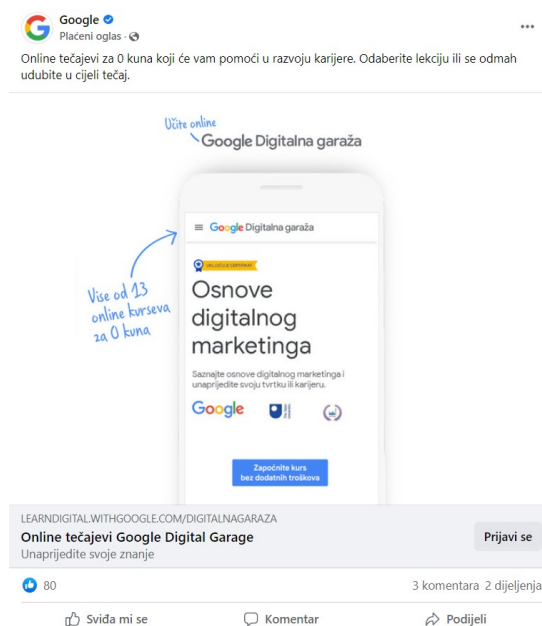 Google
Plaćeni oglas ·
Online tečajevi za 0 kuna koji će vam pomoći u razvoju karijere. Odaberite lekciju ili se odmah
udubite u cijeli tečaj.
Učite online
Google Digitalna garaža
Google Digitalna garaža
UKLJUČUJE CERTIFIKAT
Osnove
digitalnog
marketinga
Saznajte osnove digitalnog marketinga i
unaprijedite svoju tvrtku ili karijeru.
Google
Više od 13
online kurseva
za 0 kuna
Započnite kurs
bez dodatnih troškova
LEARNDIGITAL.WITHGOOGLE.COM/DIGITALNAGARAZA
Online tečajevi Google Digital Garage
Unaprijedite svoje znanje
Prijavi se
80
3 komentara 2 dijeljenja
Sviđa mi se
Komentar
Podijeli